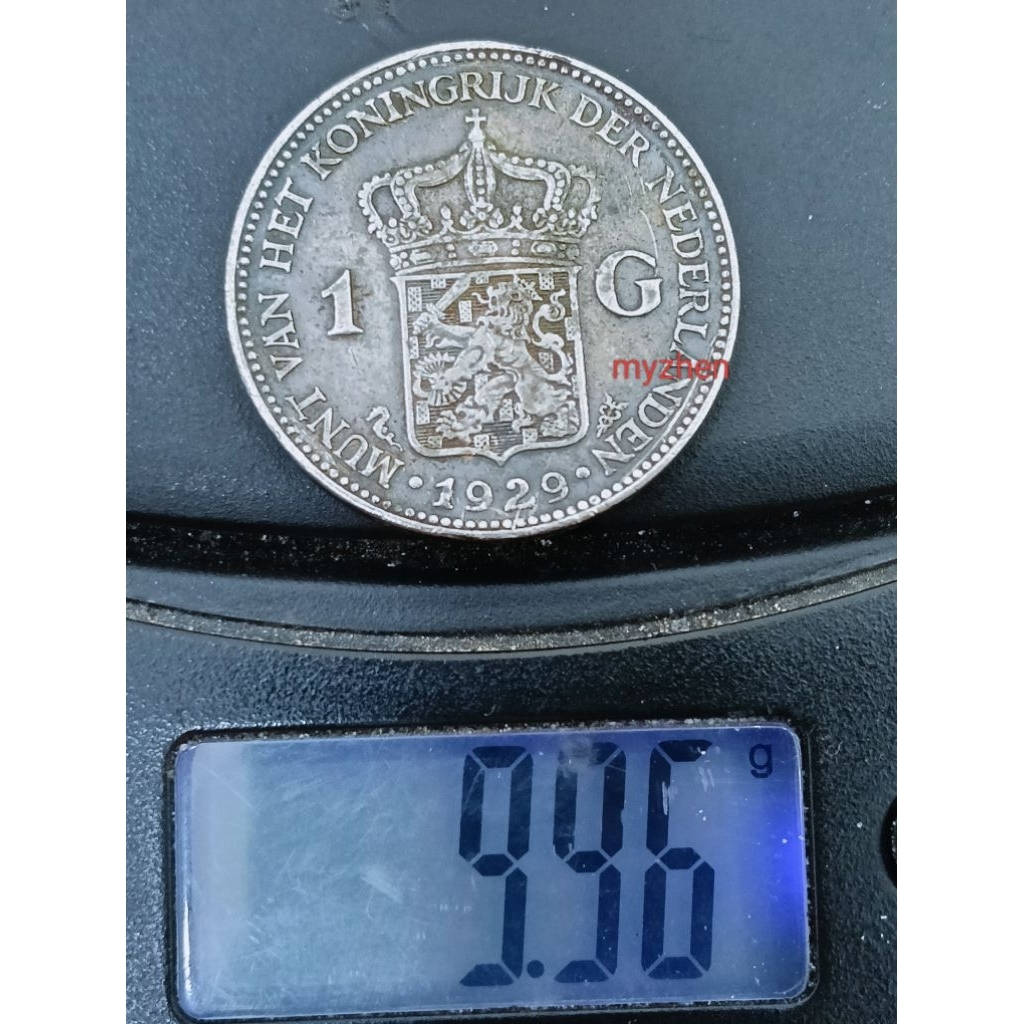 MUNT VAN HET KONINGRIJK DER NEDERLANDEN
1 G
myzhen
• 1929 •
g
9.96